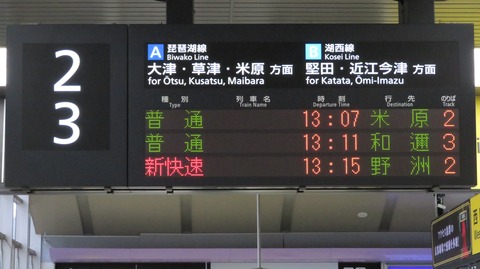 2
3
A 琵琶湖線
Biwako Line
大津・草津・米原 方面
for Ōtsu, Kusatsu, Maibara
B 湖西線
Kosei Line
堅田・近江今津 方面
for Katata, Ōmi-Imazu
種別 列車名 時刻 行先 のりば
Type Train Name Departure Time Destination Track
普通 13:07 米原 2
普通 13:11 和邇 3
新快速 13:15 野洲 2